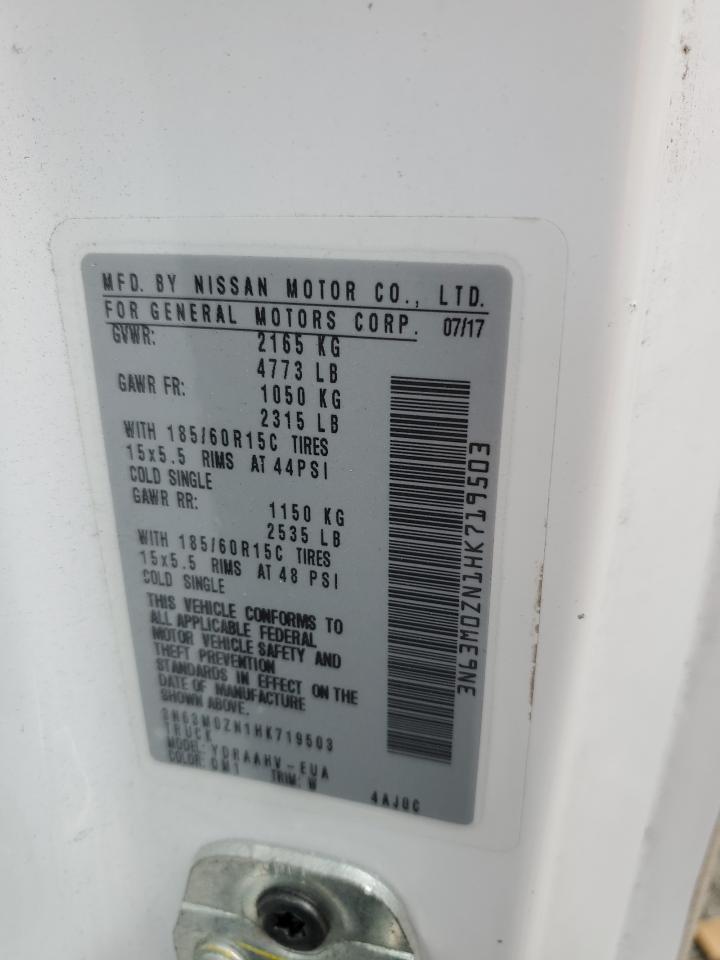 MFD. BY NISSAN MOTOR CO., LTD.
FOR GENERAL MOTORS CORP. 07/17
GVWR: 2165 KG
4773 LB
GAWR FR: 1050 KG
2315 LB
WITH 185/60R15C TIRES
15x5.5 RIMS AT 44PSI
COLD SINGLE
GAWR RR: 1150 KG
2535 LB
WITH 185/60R15C TIRES
15x5.5 RIMS AT 48 PSI
COLD SINGLE
THIS VEHICLE CONFORMS TO
ALL APPLICABLE FEDERAL
MOTOR VEHICLE SAFETY AND
THEFT PREVENTION
STANDARDS IN EFFECT ON THE
DATE OF MANUFACTURE
SHOWN ABOVE.
3N63M0ZN1HK719503
TRUCK
MODEL: YDRAAHV-EUA
COLOR: QM1 TRIM: W
4AJ0C
3N63M0ZN1HK719503